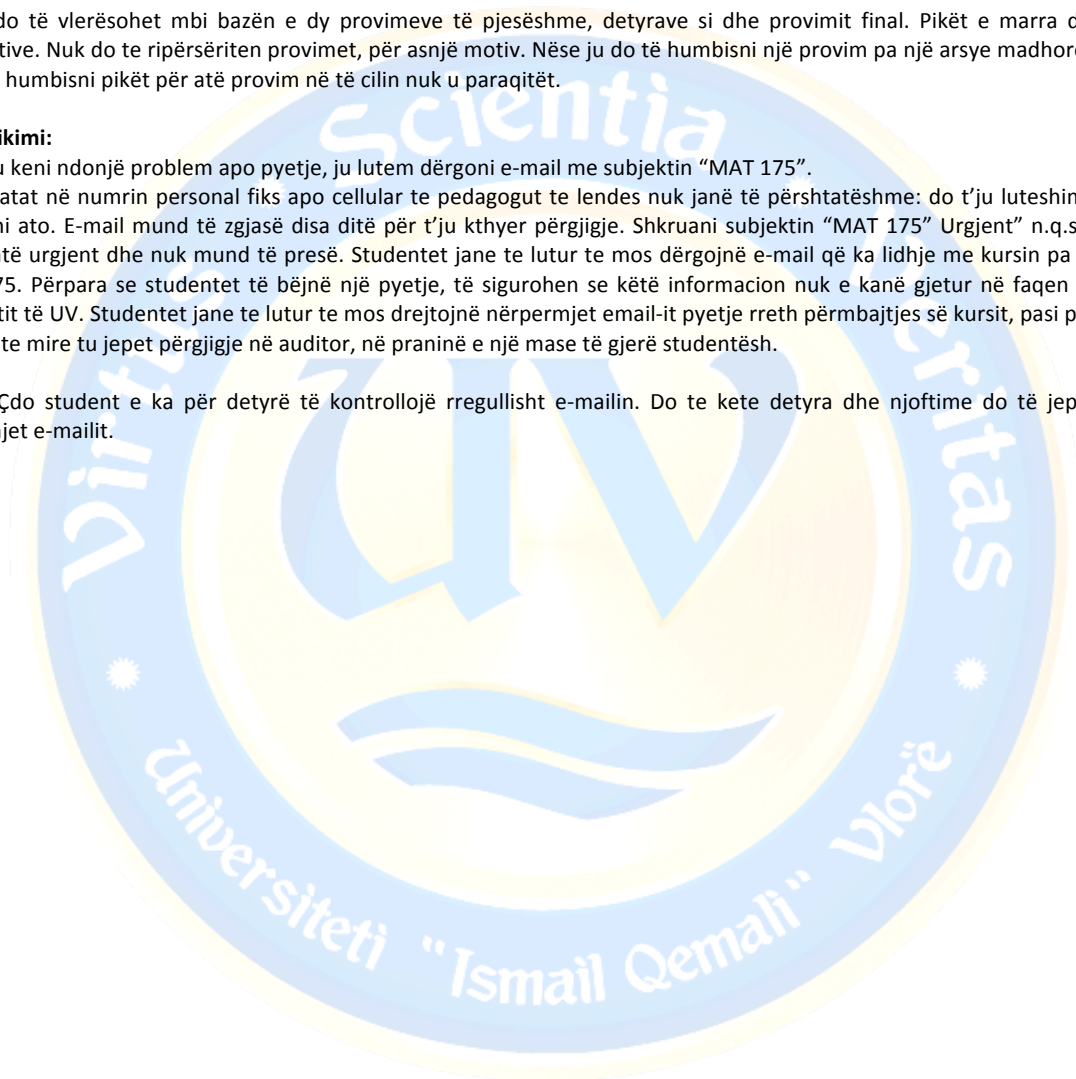 do të vlerësohet mbi bazën e dy provimeve të pjesëshme, detyrave si dhe provimit final. Pikët e marra d
tive. Nuk do te ripërsëriten provimet, për asnjë motiv. Nëse ju do të humbisni një provim pa një arsye madhor
humbisni pikët për atë provim në të cilin nuk u paraqitët.
ikimi:
u keni ndonjë problem apo pyetje, ju lutem dërgoni e-mail me subjektin “MAT 175”.
atat në numrin personal fiks apo cellular te pedagogut te lendes nuk janë të përshtatëshme: do t’ju luteshin
ni ato. E-mail mund të zgjasë disa ditë për t’ju kthyer përgjigje. Shkruani subjektin “MAT 175” Urgjent” n.q.s
të urgjent dhe nuk mund të presë. Studentet jane te lutur te mos dërgojnë e-mail që ka lidhje me kursin pa
75. Përpara se studentet të bëjnë një pyetje, të sigurohen se këtë informacion nuk e kanë gjetur në faqen
tit të UV. Studentet jane te lutur te mos drejtojnë nërpermjet email-it pyetje rreth përmbajtjes së kursit, pasi p
te mire tu jepet përgjigje në auditor, në praninë e një mase të gjerë studentësh.
Çdo student e ka për detyrë të kontrollojë rregullisht e-mailin. Do te kete detyra dhe njoftime do të jep
jet e-mailit.
Virtus Scientia Veritas
UV
Universiteti "Ismail Qemali" Vlorë